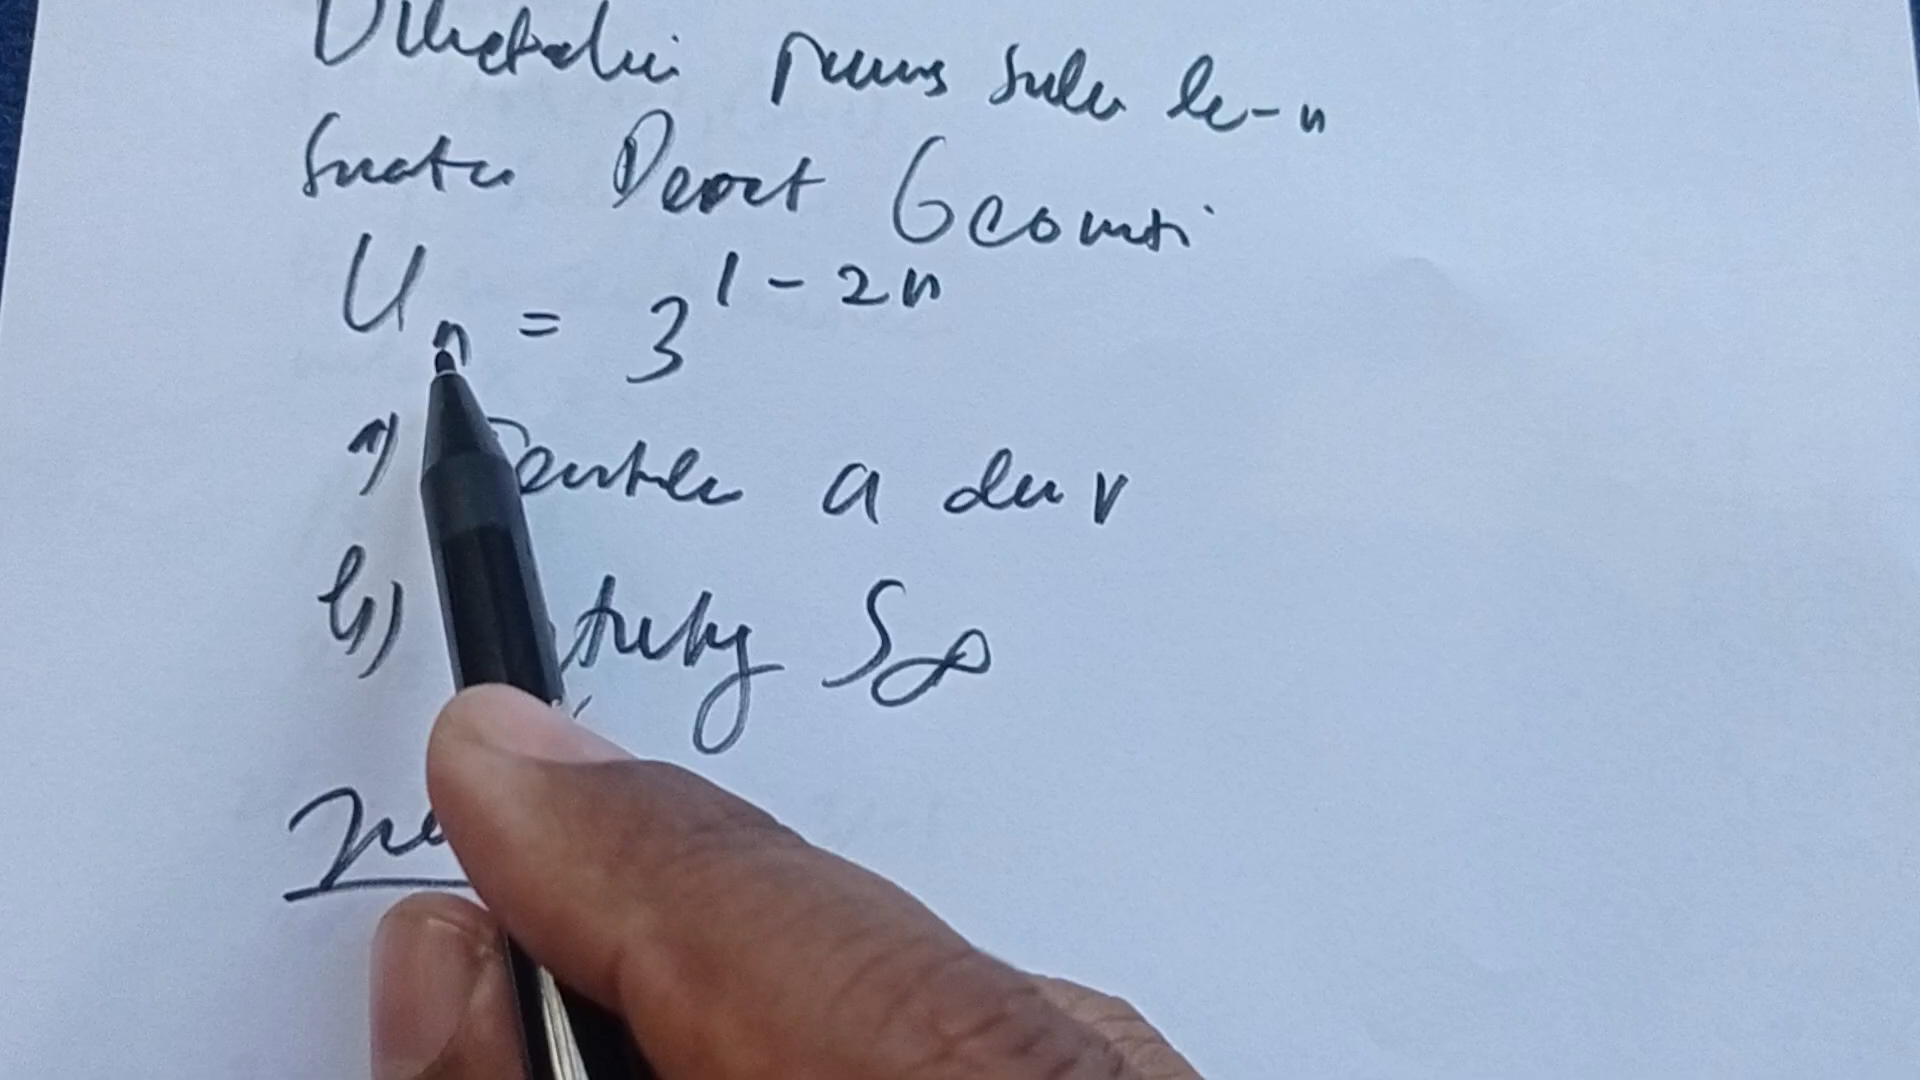 Diketahui rumus suku ke-n
Suatu Deret Geometri
Un = 3^{1-2n}
a) Tentukan a dan r
b) Hitung S∞